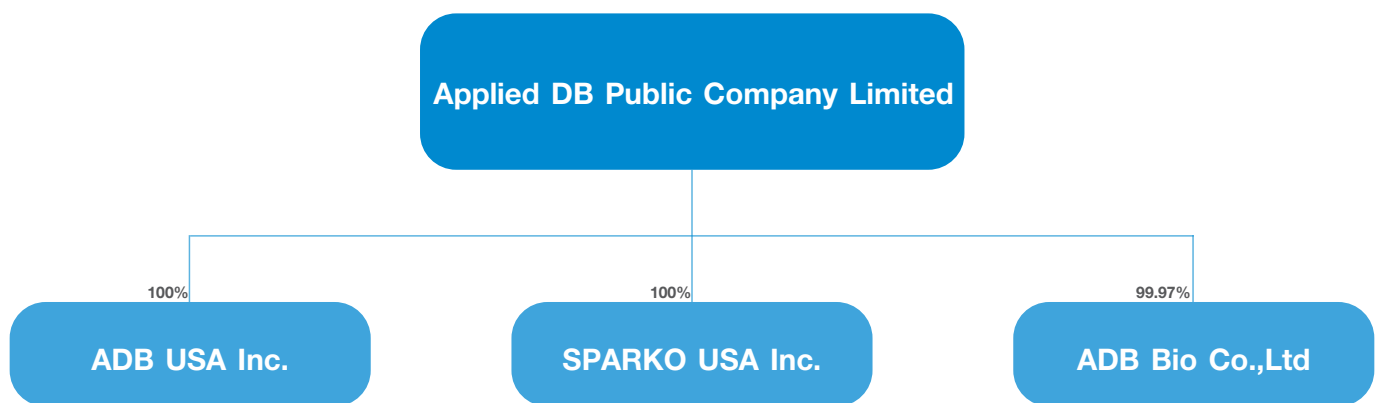 Applied DB Public Company Limited
100%
100%
99.97%
ADB USA Inc.
SPARKO USA Inc.
ADB Bio Co.,Ltd